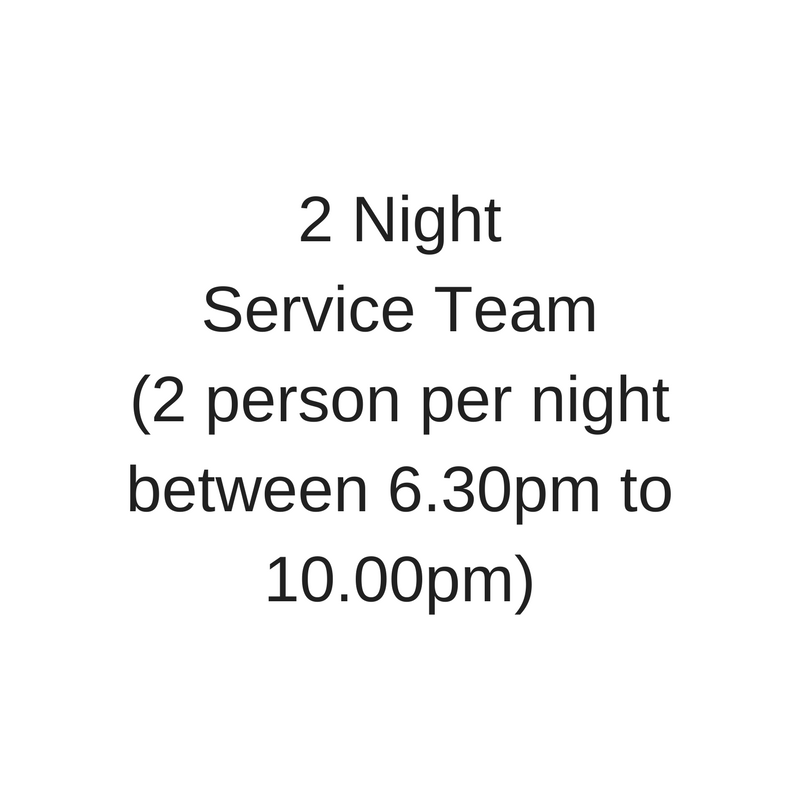 2 Night
Service Team
(2 person per night
between 6.30pm to
10.00pm)